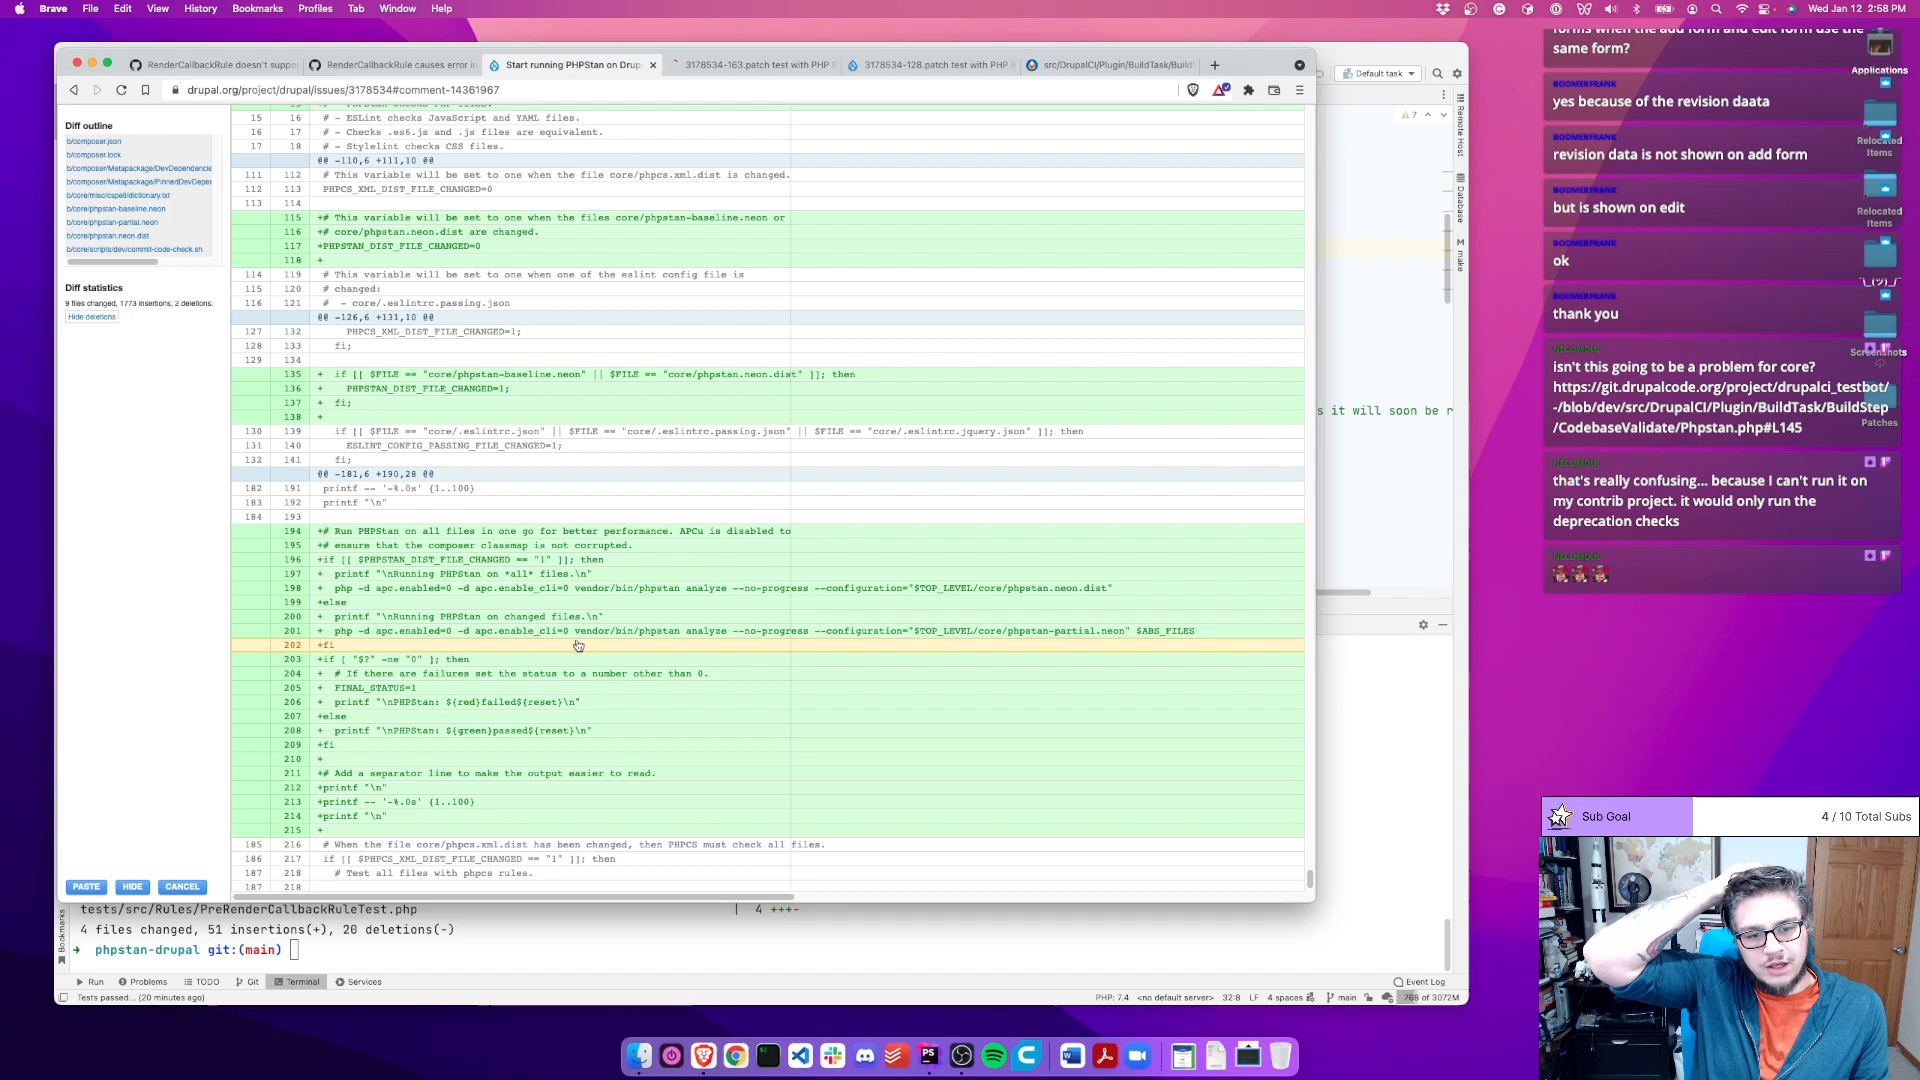 Brave File Edit View History Bookmarks Profiles Tab Window Help
Wed Jan 12 2:58 PM
RenderCallbackRule doesn't suppo
RenderCallbackRule causes error in
Start running PHPStan on Drup
3178534-163.patch test with PHP 8
3178534-128.patch test with PHP 8
src/DrupalCI/Plugin/BuildTask/Build
drupal.org/project/drupal/issues/3178534#comment-14361967
Default task
7
Diff outline
b/composer.json
b/composer.lock
b/composer/Metapackage/DevDependencie
b/composer/Metapackage/PinnedDevDeper
b/core/misc/cspell/dictionary.txt
b/core/phpstan-baseline.neon
b/core/phpstan-partial.neon
b/core/phpstan.neon.dist
b/core/scripts/dev/commit-code-check.sh
Diff statistics
9 files changed, 1773 insertions, 2 deletions.
Hide deletions
PASTE HIDE CANCEL
15 16 # - ESLint checks JavaScript and YAML files.
16 17 # - Checks .es6.js and .js files are equivalent.
17 18 # - Stylelint checks CSS files.
@@ -110,6 +111,10 @@
111 112 # This variable will be set to one when the file core/phpcs.xml.dist is changed.
112 113 PHPCS_XML_DIST_FILE_CHANGED=0
113 114
115 +# This variable will be set to one when the files core/phpstan-baseline.neon or
116 +# core/phpstan.neon.dist are changed.
117 +PHPSTAN_DIST_FILE_CHANGED=0
118 +
114 119 # This variable will be set to one when one of the eslint config file is
115 120 # changed:
116 121 # - core/.eslintrc.passing.json
@@ -126,6 +131,10 @@
127 132 PHPCS_XML_DIST_FILE_CHANGED=1;
128 133 fi;
129 134
135 + if [[ $FILE == "core/phpstan-baseline.neon" || $FILE == "core/phpstan.neon.dist" ]]; then
136 + PHPSTAN_DIST_FILE_CHANGED=1;
137 + fi;
138 +
130 139 if [[ $FILE == "core/.eslintrc.json" || $FILE == "core/.eslintrc.passing.json" || $FILE == "core/.eslintrc.jquery.json" ]]; then
131 140 ESLINT_CONFIG_PASSING_FILE_CHANGED=1;
132 141 fi;
@@ -181,6 +190,28 @@
182 191 printf -- '-%.0s' {1..100}
183 192 printf "\n"
184 193
194 +# Run PHPStan on all files in one go for better performance. APCu is disabled to
195 +# ensure that the composer classmap is not corrupted.
196 +if [[ $PHPSTAN_DIST_FILE_CHANGED == "1" ]]; then
197 + printf "\nRunning PHPStan on *all* files.\n"
198 + php -d apc.enabled=0 -d apc.enable_cli=0 vendor/bin/phpstan analyze --no-progress --configuration="$TOP_LEVEL/core/phpstan.neon.dist"
199 +else
200 + printf "\nRunning PHPStan on changed files.\n"
201 + php -d apc.enabled=0 -d apc.enable_cli=0 vendor/bin/phpstan analyze --no-progress --configuration="$TOP_LEVEL/core/phpstan-partial.neon" $ABS_FILES
202 +fi
203 +if [ "$?" -ne "0" ]; then
204 + # If there are failures set the status to a number other than 0.
205 + FINAL_STATUS=1
206 + printf "\nPHPStan: ${red}failed${reset}\n"
207 +else
208 + printf "\nPHPStan: ${green}passed${reset}\n"
209 +fi
210 +
211 +# Add a separator line to make the output easier to read.
212 +printf "\n"
213 +printf -- '-%.0s' {1..100}
214 +printf "\n"
215 +
185 216 # When the file core/phpcs.xml.dist has been changed, then PHPCS must check all files.
186 217 if [[ $PHPCS_XML_DIST_FILE_CHANGED == "1" ]]; then
187 218 # Test all files with phpcs rules.
187 218
Remote Host
Database
make
s it will soon be r
tests/src/Rules/PreRenderCallbackRuleTest.php | 4 +++-
4 files changed, 51 insertions(+), 20 deletions(-)
phpstan-drupal git:(main)
Bookmarks
Run Problems TODO Git Terminal Services
Event Log
Tests passed... (20 minutes ago)
PHP: 7.4 <no default server> 32:8 LF 4 spaces main 768 of 3072M
forms when the add form and edit form use the
same form?
BOOMERFRANK
yes because of the revision daata
BOOMERFRANK
revision data is not shown on add form
BOOMERFRANK
but is shown on edit
BOOMERFRANK
ok
BOOMERFRANK
thank you
isn't this going to be a problem for core?
https://git.drupalcode.org/project/drupalci_testbot/
-/blob/dev/src/DrupalCI/Plugin/BuildTask/BuildStep
/CodebaseValidate/Phpstan.php#L145
that's really confusing... because I can't run it on
my contrib project. it would only run the
deprecation checks
Applications
Relocated
Items
Relocated
Items
¯\_(ツ)_/¯
Screenshots
Patches
Sub Goal 4 / 10 Total Subs